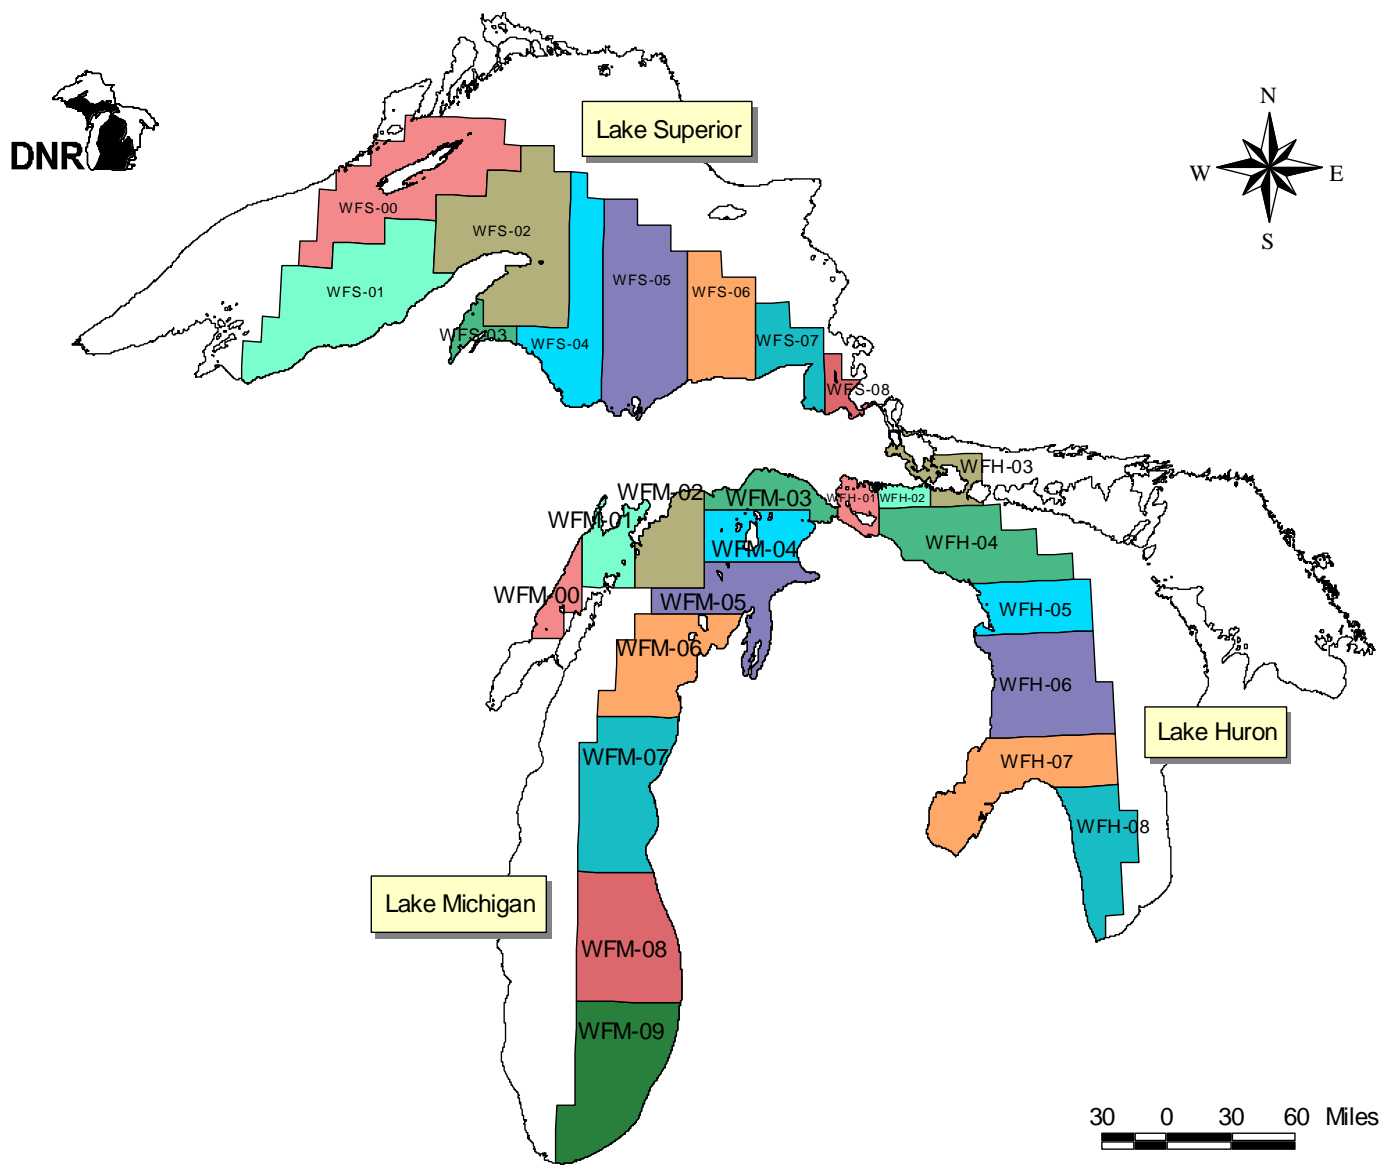 N
Lake Superior
DNR
W E
S
WFS-00
WFS-02
WFS-05
WFS-01
WFS-06
WFS-03
WFS-04
WFS-07
WFS-08
WFH-03
WFM-02
WFM-03
WFH-01
WFH-02
WFM-01
WFM-04
WFH-04
WFM-00
WFM-05
WFH-05
WFM-06
WFH-06
Lake Huron
WFM-07
WFH-07
WFH-08
Lake Michigan
WFM-08
WFM-09
30 0 30 60 Miles